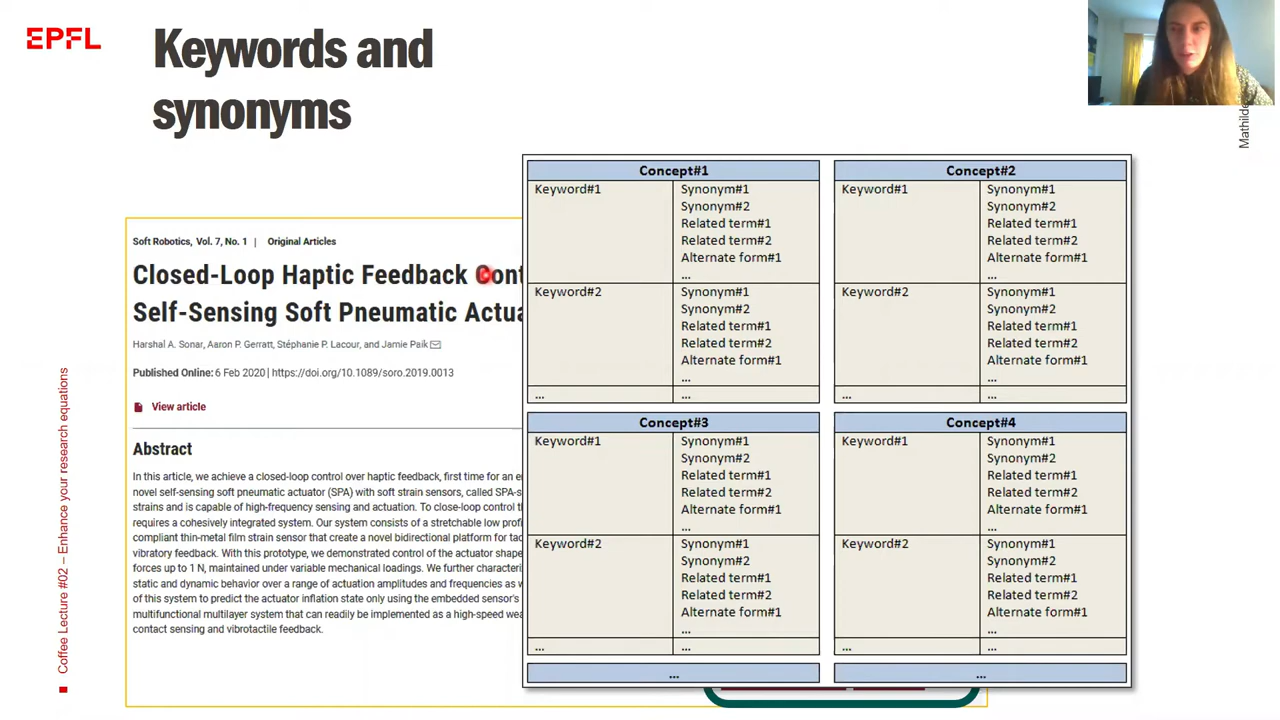 EPFL
Keywords and
synonyms
Mathilde
Coffee Lecture #02 – Enhance your research equations
Soft Robotics, Vol. 7, No. 1 | Original Articles
Closed-Loop Haptic Feedback Cont
Self-Sensing Soft Pneumatic Actua
Harshal A. Sonar, Aaron P. Gerratt, Stéphanie P. Lacour, and Jamie Paik
Published Online: 6 Feb 2020 | https://doi.org/10.1089/soro.2019.0013
View article
Abstract
In this article, we achieve a closed-loop control over haptic feedback, first time for an e
novel self-sensing soft pneumatic actuator (SPA) with soft strain sensors, called SPA-s
strains and is capable of high-frequency sensing and actuation. To close-loop control t
requires a cohesively integrated system. Our system consists of a stretchable low profi
compliant thin-metal film strain sensor that create a novel bidirectional platform for tac
vibratory feedback. With this prototype, we demonstrated control of the actuator shape
forces up to 1 N, maintained under variable mechanical loadings. We further characteri
static and dynamic behavior over a range of actuation amplitudes and frequencies as w
of this system to predict the actuator inflation state only using the embedded sensor's
multifunctional multilayer system that can readily be implemented as a high-speed wea
contact sensing and vibrotactile feedback.
Concept#1
Keyword#1
Synonym#1
Synonym#2
Related term#1
Related term#2
Alternate form#1
...
Keyword#2
Synonym#1
Synonym#2
Related term#1
Related term#2
Alternate form#1
...
...
...
Concept#2
Keyword#1
Synonym#1
Synonym#2
Related term#1
Related term#2
Alternate form#1
...
Keyword#2
Synonym#1
Synonym#2
Related term#1
Related term#2
Alternate form#1
...
...
...
Concept#3
Keyword#1
Synonym#1
Synonym#2
Related term#1
Related term#2
Alternate form#1
...
Keyword#2
Synonym#1
Synonym#2
Related term#1
Related term#2
Alternate form#1
...
...
...
Concept#4
Keyword#1
Synonym#1
Synonym#2
Related term#1
Related term#2
Alternate form#1
...
Keyword#2
Synonym#1
Synonym#2
Related term#1
Related term#2
Alternate form#1
...
...
...
...
...